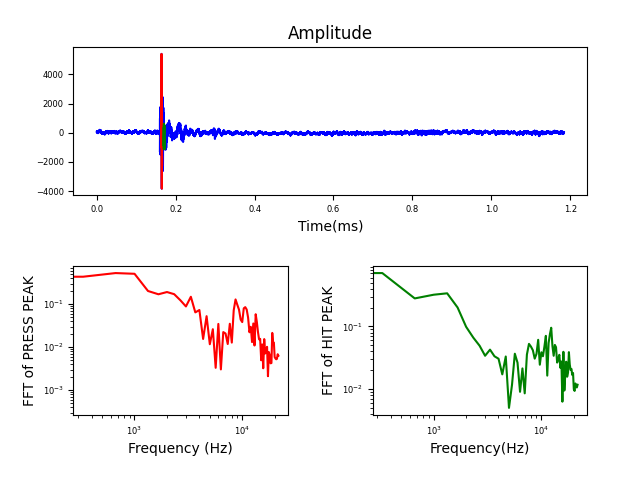 Amplitude
4000
2000
0
−2000
−4000
0.0 0.2 0.4 0.6 0.8 1.0 1.2
Time(ms)
FFT of PRESS PEAK
10⁻¹
10⁻²
10⁻³
10³ 10⁴
Frequency (Hz)
FFT of HIT PEAK
10⁻¹
10⁻²
10³ 10⁴
Frequency(Hz)